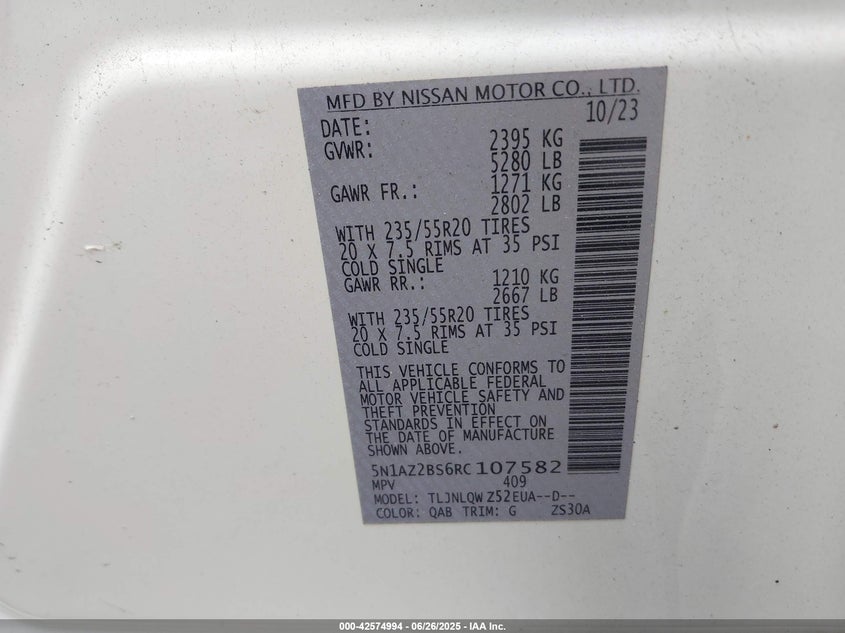 MFD BY NISSAN MOTOR CO., LTD.
DATE: 10/23
GVWR: 2395 KG
5280 LB
GAWR FR.: 1271 KG
2802 LB
WITH 235/55R20 TIRES
20 X 7.5 RIMS AT 35 PSI
COLD SINGLE
GAWR RR.: 1210 KG
2667 LB
WITH 235/55R20 TIRES
20 X 7.5 RIMS AT 35 PSI
COLD SINGLE
THIS VEHICLE CONFORMS TO
ALL APPLICABLE FEDERAL
MOTOR VEHICLE SAFETY AND
THEFT PREVENTION
STANDARDS IN EFFECT ON
THE DATE OF MANUFACTURE
SHOWN ABOVE.
5N1AZ2BS6RC107582
MPV 409
MODEL: TLJNLQWZ52EUA--D--
COLOR: QAB TRIM: G ZS30A
000-42574994 / 06/26/2025 - IAA Inc.